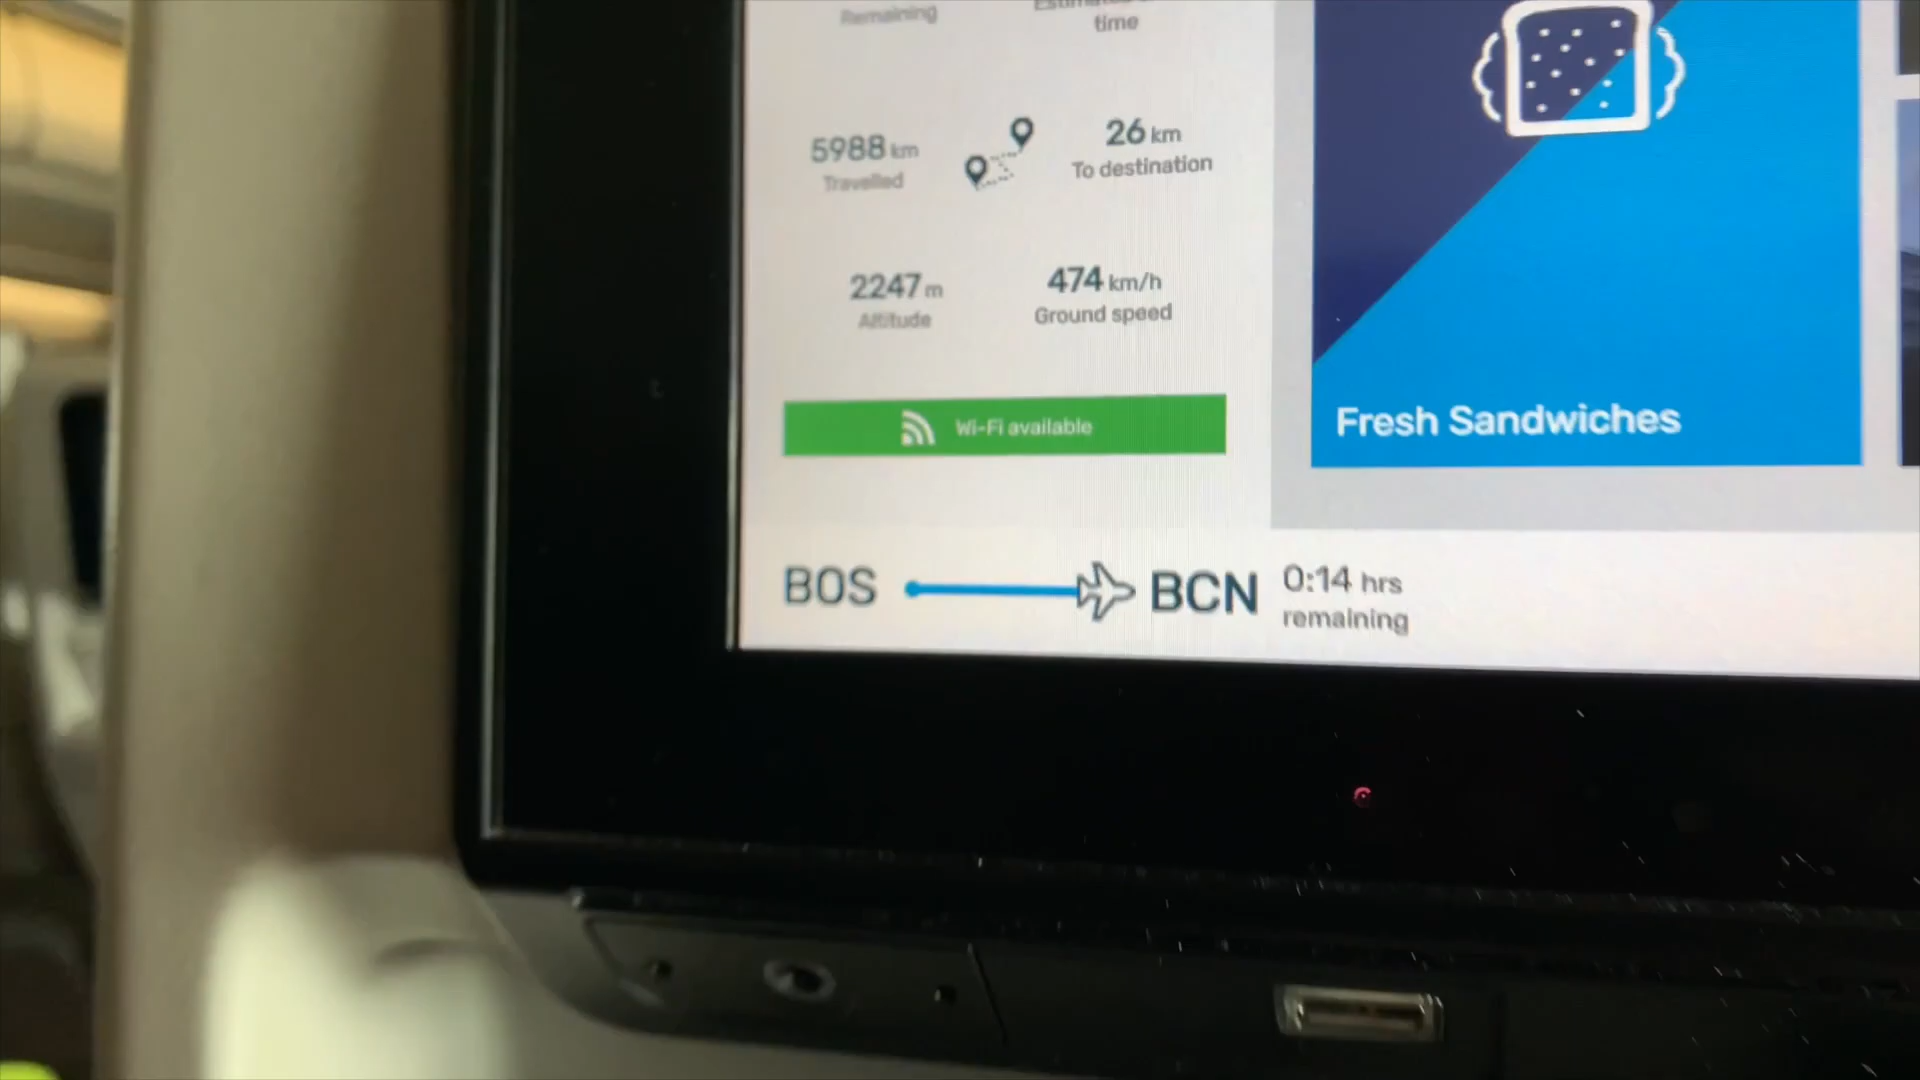 Remaining
time
5988 km
Travelled
26 km
To destination
2247 m
Altitude
474 km/h
Ground speed
Wi-Fi available
Fresh Sandwiches
BOS
BCN
0:14 hrs
remaining